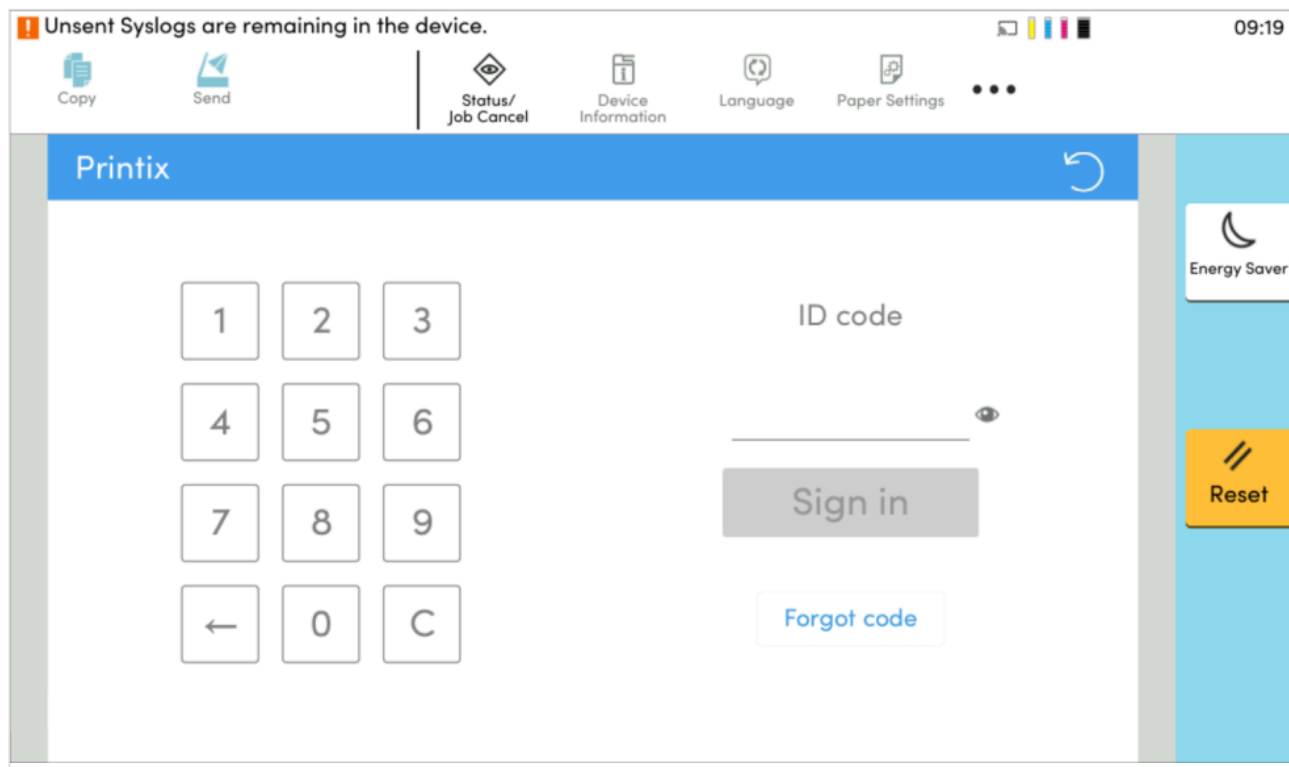 Unsent Syslogs are remaining in the device.
09:19
Copy
Send
Status/
Job Cancel
Device
Information
Language
Paper Settings
Printix
Energy Saver
1 2 3
ID code
4 5 6
Reset
7 8 9
Sign in
← 0 C
Forgot code